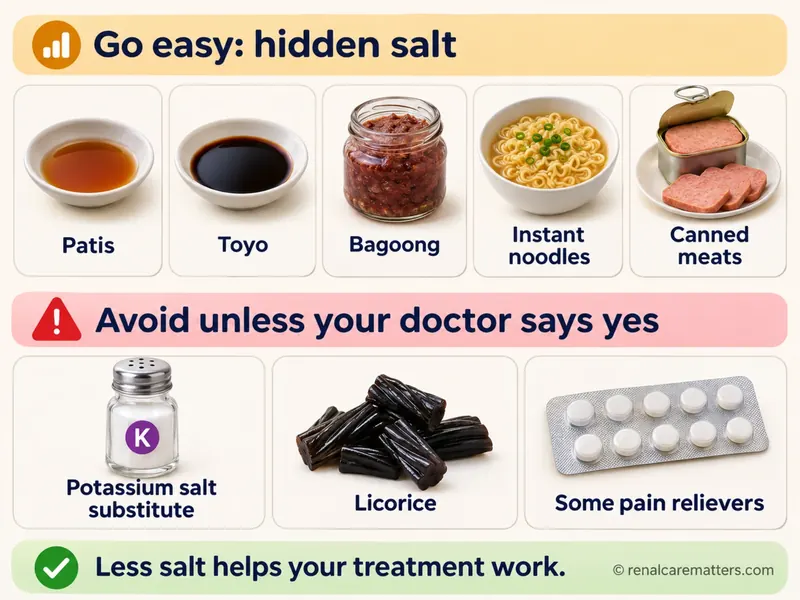 Go easy: hidden salt
Patis
Toyo
Bagoong
Instant
noodles
Canned
meats
Avoid unless your doctor says yes
K
Potassium salt
substitute
Licorice
Some pain relievers
Less salt helps your treatment work.
© renalcarematters.com